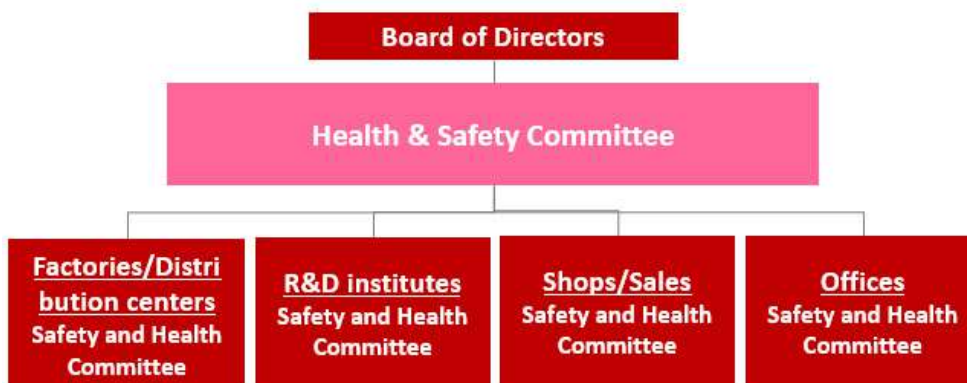 Board of Directors
Health & Safety Committee
Factories/Distri
bution centers
Safety and Health
Committee
R&D institutes
Safety and Health
Committee
Shops/Sales
Safety and Health
Committee
Offices
Safety and Health
Committee